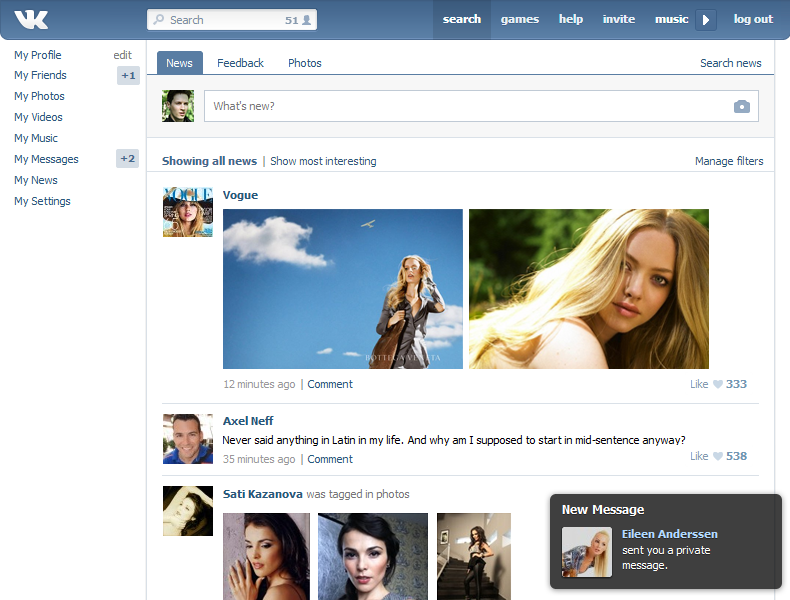 Search 51
search games help invite music log out
My Profile edit
My Friends +1
My Photos
My Videos
My Music
My Messages +2
My News
My Settings
News Feedback Photos Search news
What's new?
Showing all news | Show most interesting Manage filters
VOGUE
Vogue
BOTTEGA VENETA
12 minutes ago | Comment Like 333
Axel Neff
Never said anything in Latin in my life. And why am I supposed to start in mid-sentence anyway?
35 minutes ago | Comment Like 538
Sati Kazanova was tagged in photos
New Message
Eileen Anderssen
sent you a private
message.